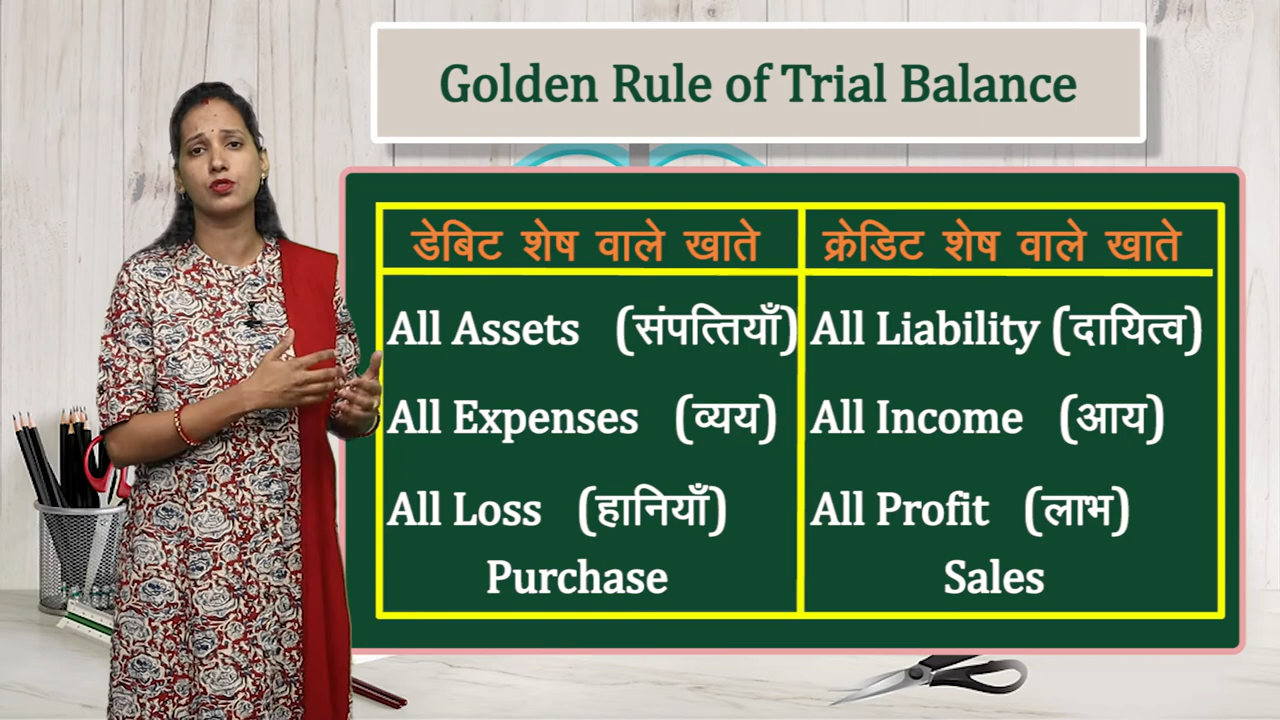 Golden Rule of Trial Balance
डेबिट शेष वाले खाते
क्रेडिट शेष वाले खाते
All Assets (संपत्तियाँ)
All Liability (दायित्व)
All Expenses (व्यय)
All Income (आय)
All Loss (हानियाँ)
All Profit (लाभ)
Purchase
Sales